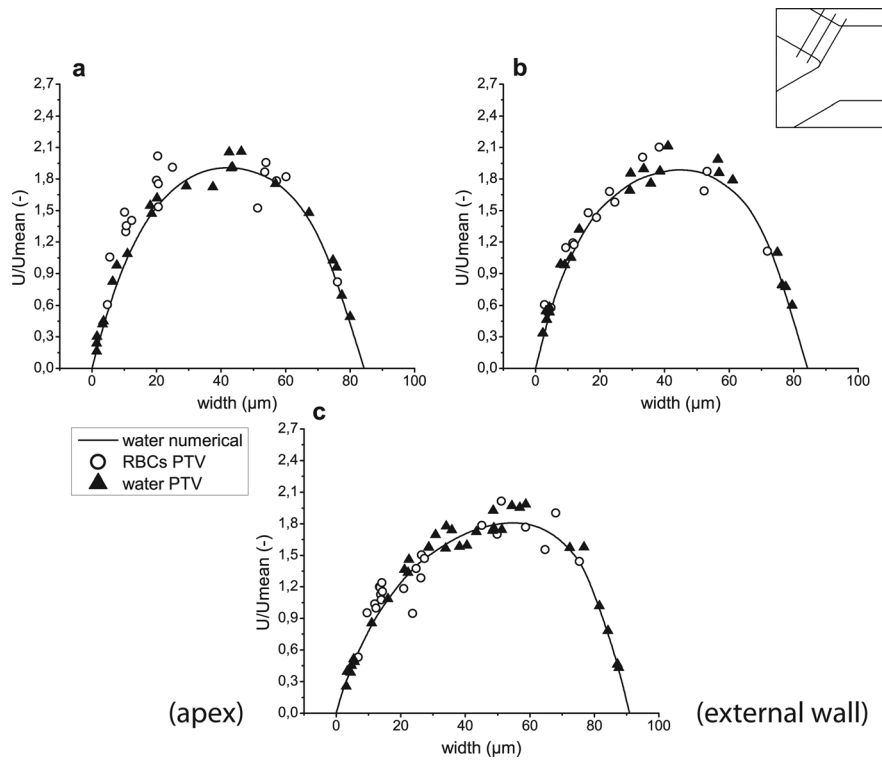 a
2,7
2,4
2,1
1,8
1,5
1,2
0,9
0,6
0,3
0,0
U/Umean (-)
0 20 40 60 80 100
width (µm)
b
2,7
2,4
2,1
1,8
1,5
1,2
0,9
0,6
0,3
0,0
U/Umean (-)
0 20 40 60 80 100
width (µm)
water numerical
RBCs PTV
water PTV
c
2,7
2,4
2,1
1,8
1,5
1,2
0,9
0,6
0,3
0,0
U/Umean (-)
0 20 40 60 80 100
width (µm)
(apex)
(external wall)